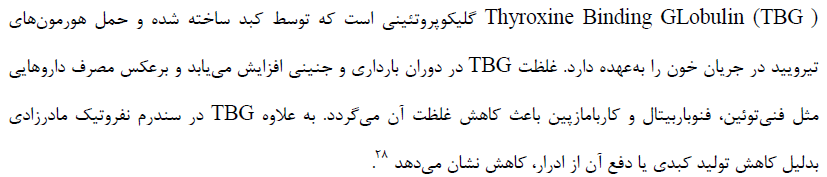 Thyroxine Binding GLobulin (TBG ) گلیکوپروتئینی است که توسط کبد ساخته شده و حمل هورمون‌های
تیرویید در جریان خون را به‌عهده دارد. غلظت TBG در دوران بارداری و جنینی افزایش می‌یابد و برعکس مصرف داروهایی
مثل فنی‌توئین، فنوباربیتال و کاربامازپین باعث کاهش غلظت آن می‌گردد. به علاوه TBG در سندرم نفروتیک مادرزادی
بدلیل کاهش تولید کبدی یا دفع آن از ادرار، کاهش نشان می‌دهد ۲۸.